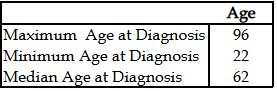 Age
Maximum Age at Diagnosis 96
Minimum Age at Diagnosis 22
Median Age at Diagnosis 62